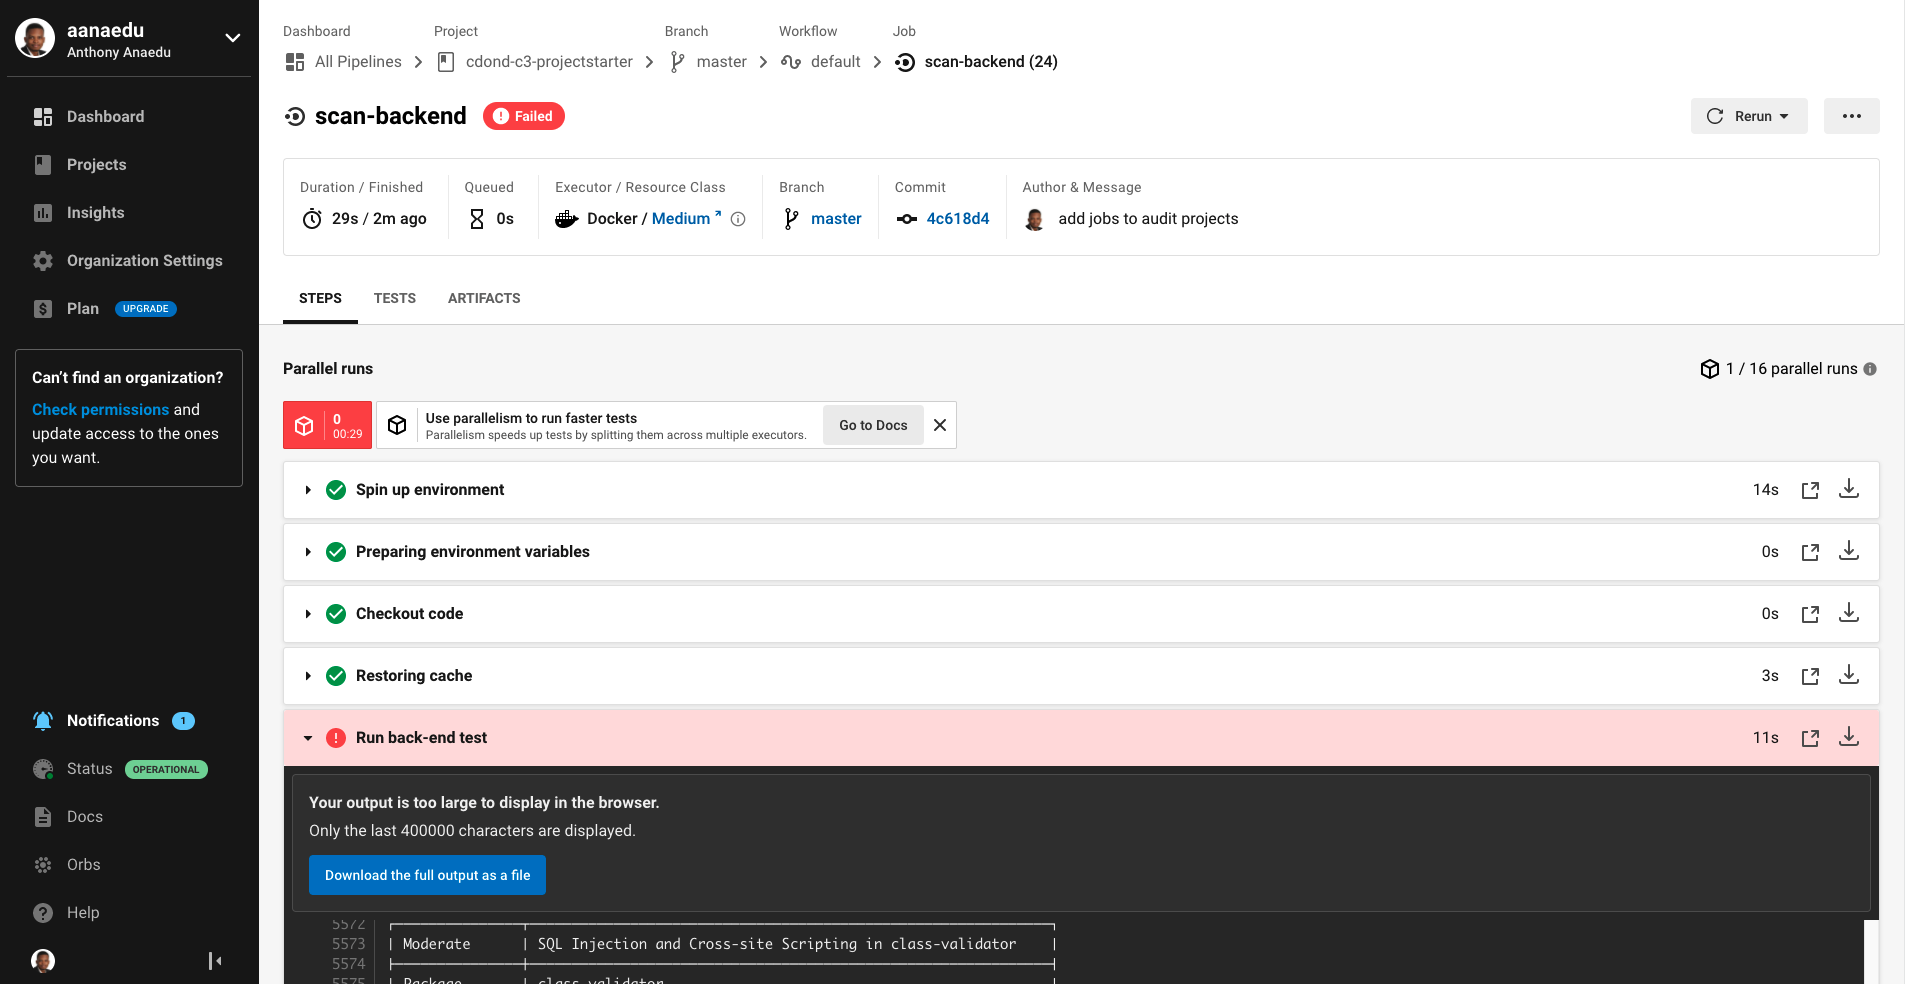 aanaedu
Anthony Anaedu
Dashboard
Projects
Insights
Organization Settings
Plan UPGRADE
Can't find an organization?
Check permissions and
update access to the ones
you want.
Notifications 1
Status OPERATIONAL
Docs
Orbs
Help
Dashboard Project Branch Workflow Job
All Pipelines cdond-c3-projectstarter master default scan-backend (24)
scan-backend Failed
Rerun
Duration / Finished Queued Executor / Resource Class Branch Commit Author & Message
29s / 2m ago 0s Docker / Medium master 4c618d4 add jobs to audit projects
STEPS TESTS ARTIFACTS
Parallel runs
1 / 16 parallel runs
0
00:29
Use parallelism to run faster tests
Parallelism speeds up tests by splitting them across multiple executors.
Go to Docs
Spin up environment 14s
Preparing environment variables 0s
Checkout code 0s
Restoring cache 3s
Run back-end test 11s
Your output is too large to display in the browser.
Only the last 400000 characters are displayed.
Download the full output as a file
5572
5573 | Moderate | SQL Injection and Cross-site Scripting in class-validator |
5574
5575 | Package | class-validator |